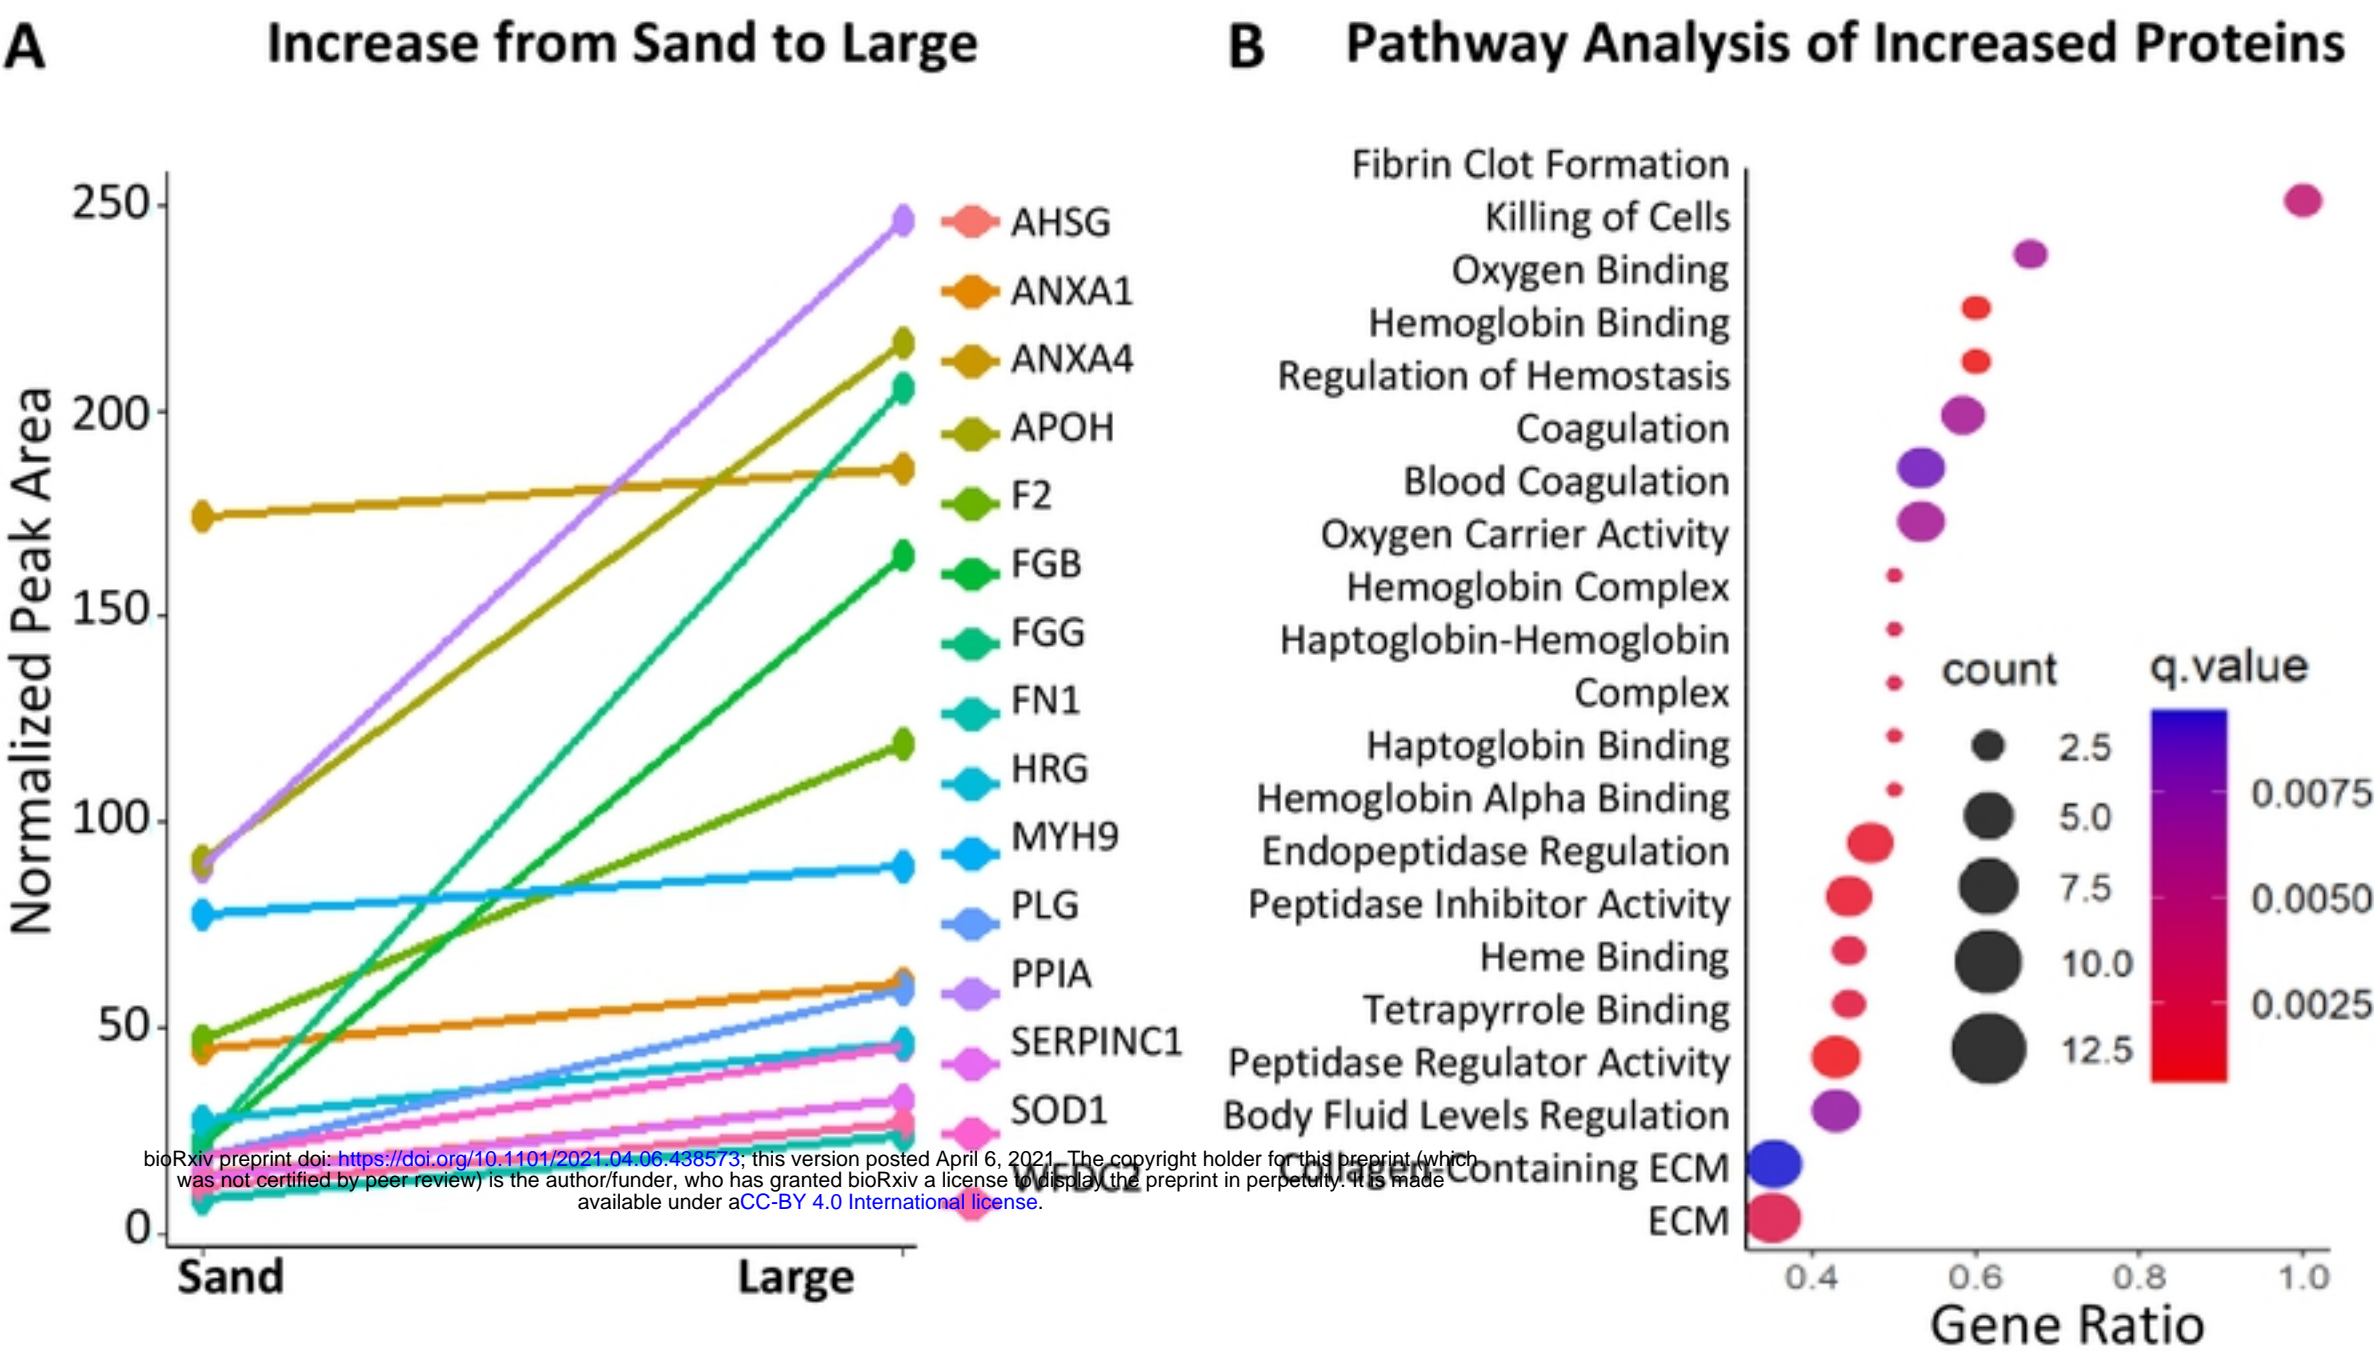 A
Increase from Sand to Large
Normalized Peak Area
250
200
150
100
50
0
Sand
Large
AHSG
ANXA1
ANXA4
APOH
F2
FGB
FGG
FN1
HRG
MYH9
PLG
PPIA
SERPINC1
SOD1
WFDC2
B
Pathway Analysis of Increased Proteins
Fibrin Clot Formation
Killing of Cells
Oxygen Binding
Hemoglobin Binding
Regulation of Hemostasis
Coagulation
Blood Coagulation
Oxygen Carrier Activity
Hemoglobin Complex
Haptoglobin-Hemoglobin
Complex
Haptoglobin Binding
Hemoglobin Alpha Binding
Endopeptidase Regulation
Peptidase Inhibitor Activity
Heme Binding
Tetrapyrrole Binding
Peptidase Regulator Activity
Body Fluid Levels Regulation
Collagen-Containing ECM
ECM
0.4
0.6
0.8
1.0
Gene Ratio
count
2.5
5.0
7.5
10.0
12.5
q.value
0.0075
0.0050
0.0025
bioRxiv preprint doi: https://doi.org/10.1101/2021.04.06.438573; this version posted April 6, 2021. The copyright holder for this preprint (which
was not certified by peer review) is the author/funder, who has granted bioRxiv a license to display the preprint in perpetuity. It is made
available under aCC-BY 4.0 International license.